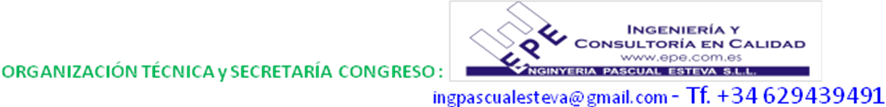 INGENIERÍA Y
CONSULTORÍA EN CALIDAD
www.epe.com.es
EPE
ENGINYERIA PASCUAL ESTEVA S.L.L.
ORGANIZACIÓN TÉCNICA y SECRETARÍA CONGRESO :
ingpascualesteva@gmail.com - Tf. +34 629439491